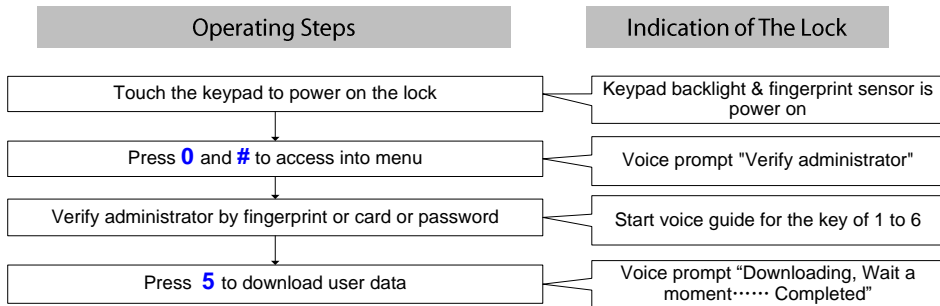 Operating Steps
Indication of The Lock
Touch the keypad to power on the lock
Keypad backlight & fingerprint sensor is
power on
Press 0 and # to access into menu
Voice prompt "Verify administrator"
Verify administrator by fingerprint or card or password
Start voice guide for the key of 1 to 6
Press 5 to download user data
Voice prompt “Downloading, Wait a
moment⋯⋯ Completed”